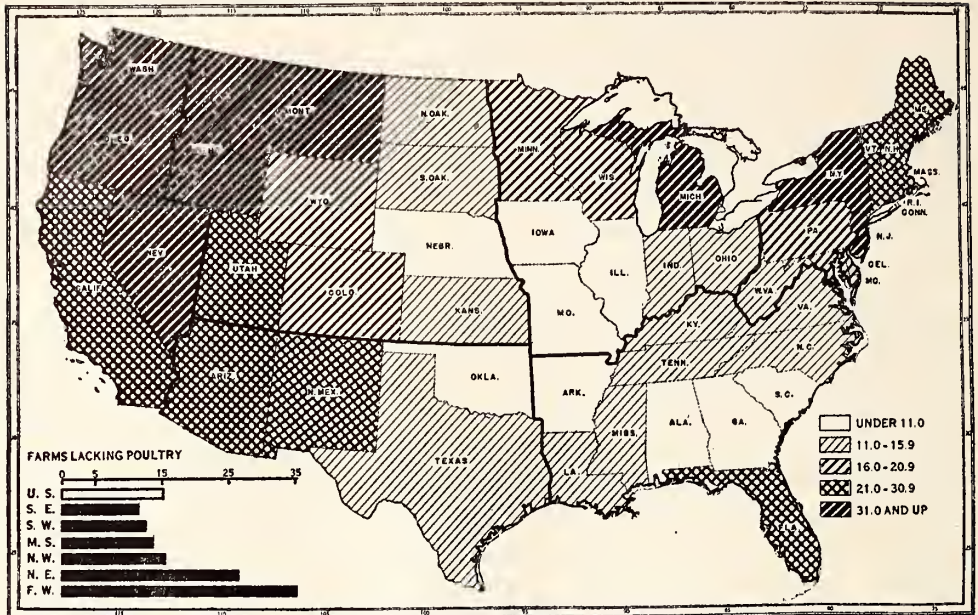 WASH
MONT.
N. DAK.
S. DAK.
WYO.
NEBR.
NEV.
UTAH
COLO.
KANS.
CALIF.
ARIZ.
N. MEX.
OKLA.
TEXAS
MINN.
WIS.
MICH
IOWA
ILL.
IND.
OHIO
MO.
KY.
TENN.
ARK.
MISS.
LA.
ALA.
GA.
S.C.
N.C.
VA.
W.VA
PA.
N.Y.
ME.
VT.
N.H
MASS.
R.I.
CONN.
N.J.
DEL.
FLA.
UNDER 11.0
11.0-15.9
16.0-20.9
21.0-30.9
31.0 AND UP
FARMS LACKING POULTRY
0 5 15 25 35
U. S.
S. E.
S. W.
M. S.
N. W.
N. E.
F. W.